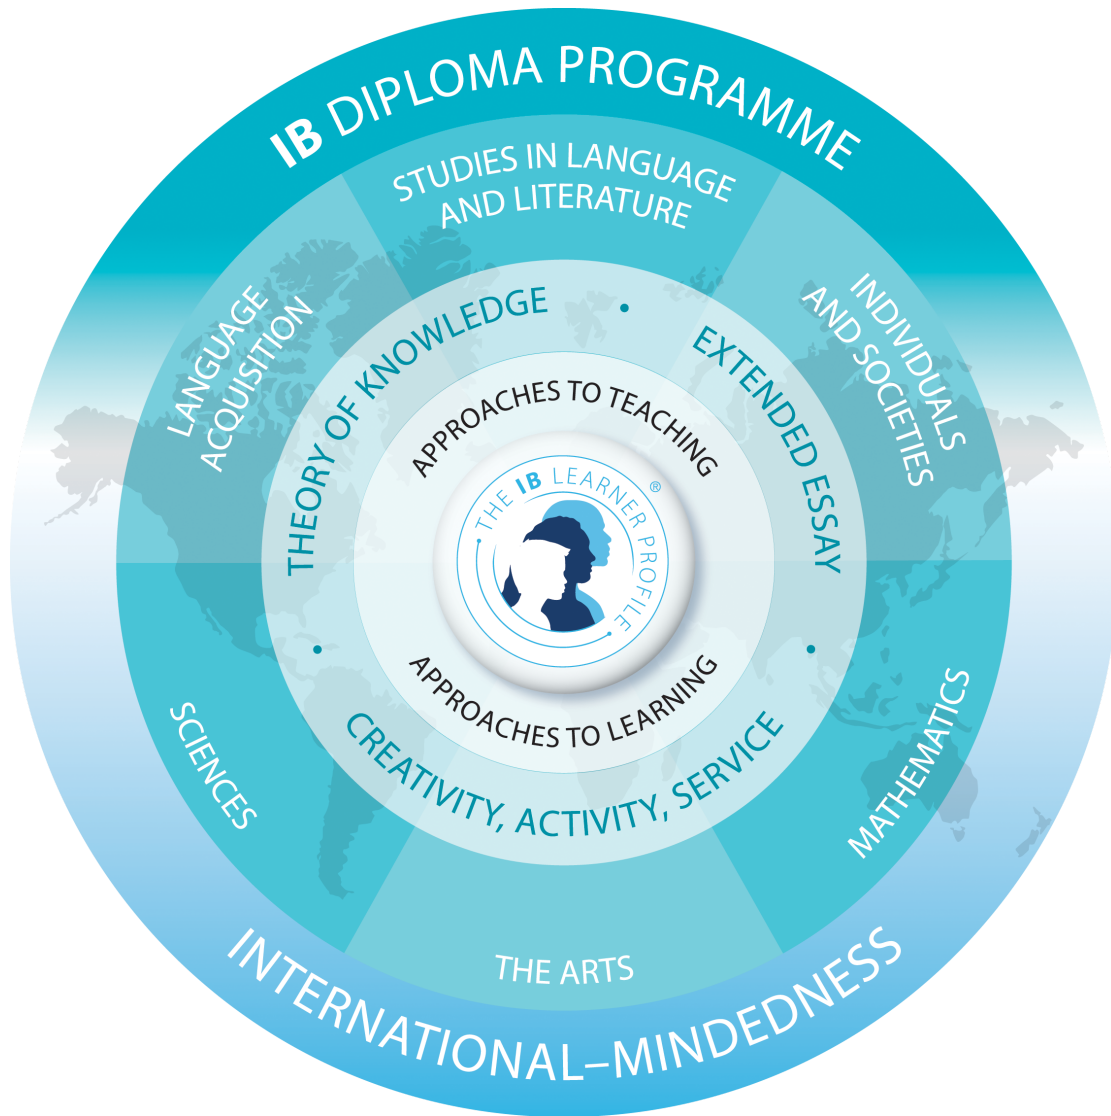 IB DIPLOMA PROGRAMME
STUDIES IN LANGUAGE
AND LITERATURE
LANGUAGE
ACQUISITION
INDIVIDUALS
AND SOCIETIES
THEORY OF KNOWLEDGE
•
EXTENDED ESSAY
•
APPROACHES TO TEACHING
THE IB LEARNER PROFILE
®
APPROACHES TO LEARNING
•
CREATIVITY, ACTIVITY, SERVICE
SCIENCES
MATHEMATICS
THE ARTS
INTERNATIONAL–MINDEDNESS